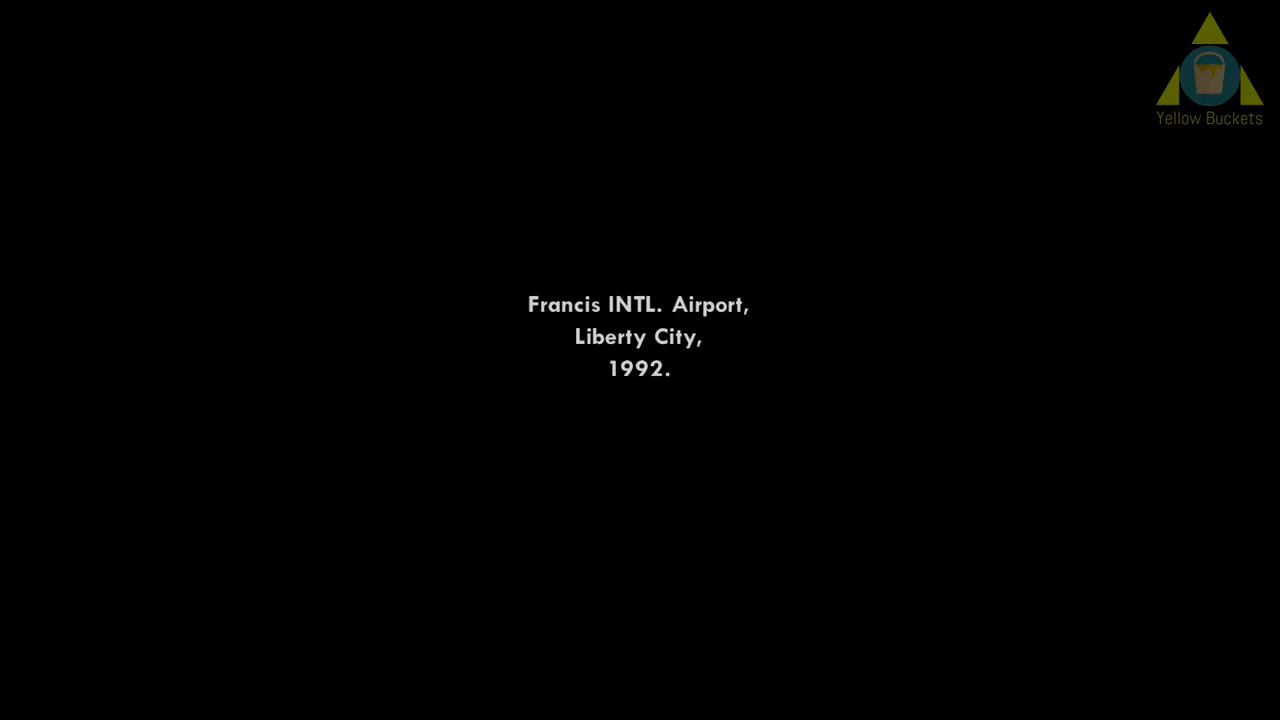 Yellow Buckets
Francis INTL. Airport,
Liberty City,
1992.